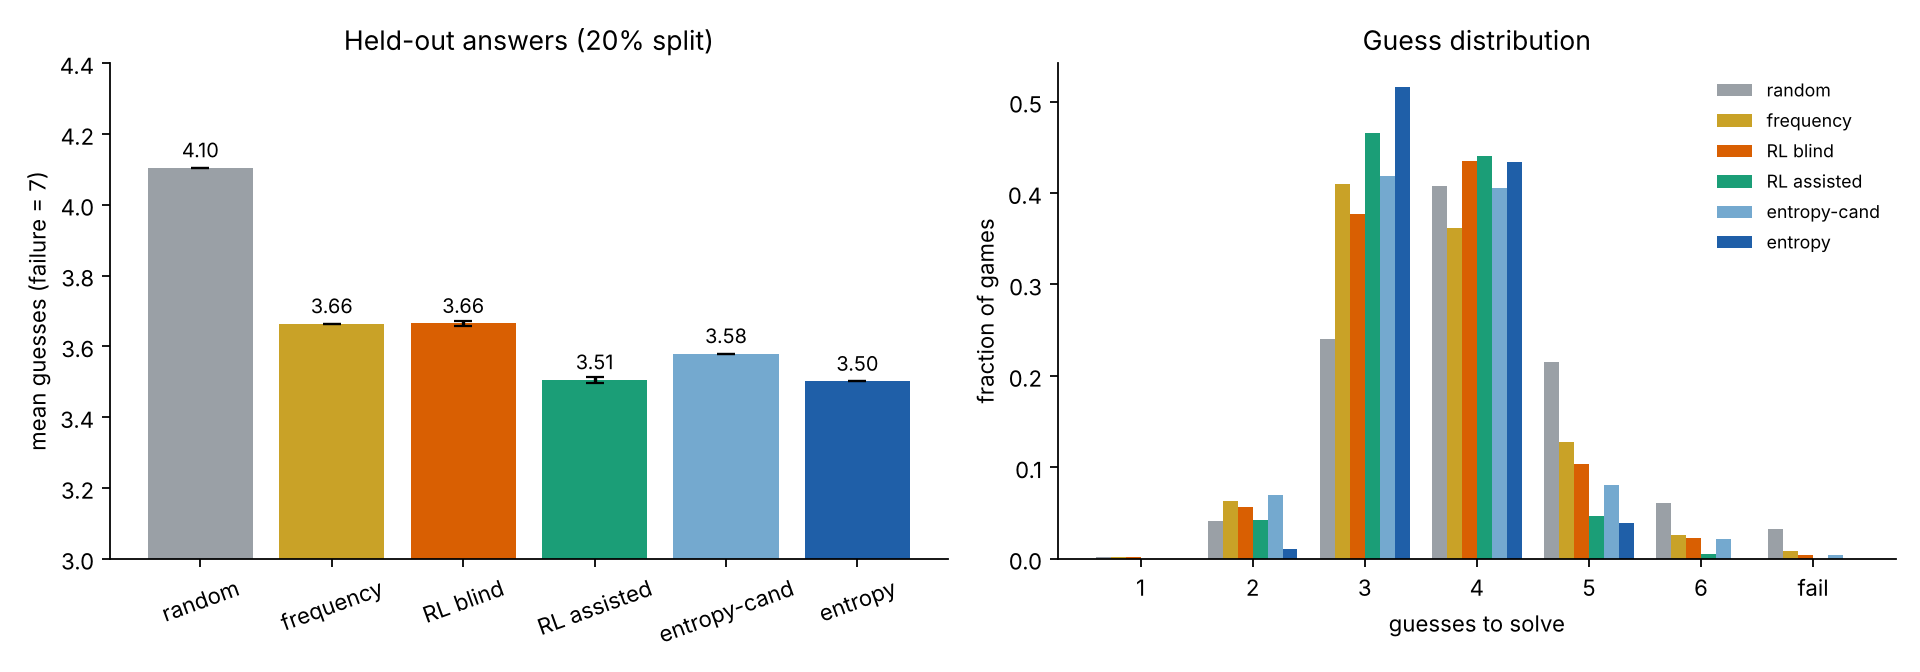 Held-out answers (20% split)
mean guesses (failure = 7)
4.4
4.2
4.0
3.8
3.6
3.4
3.2
3.0
4.10
3.66
3.66
3.51
3.58
3.50
random
frequency
RL blind
RL assisted
entropy-cand
entropy
Guess distribution
fraction of games
0.5
0.4
0.3
0.2
0.1
0.0
random
frequency
RL blind
RL assisted
entropy-cand
entropy
1
2
3
4
5
6
fail
guesses to solve